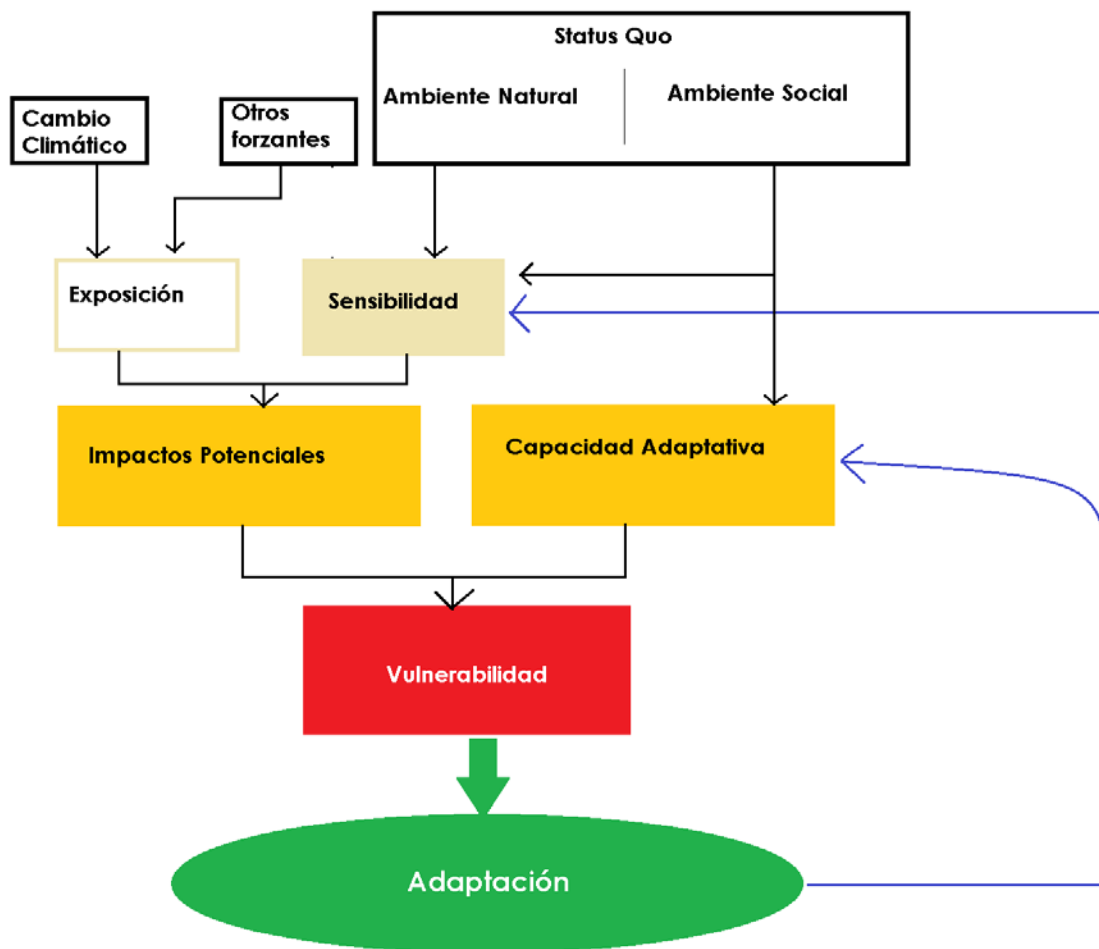 Status Quo
Ambiente Natural
Ambiente Social
Cambio
Climático
Otros
forzantes
Exposición
Sensibilidad
Impactos Potenciales
Capacidad Adaptativa
Vulnerabilidad
Adaptación